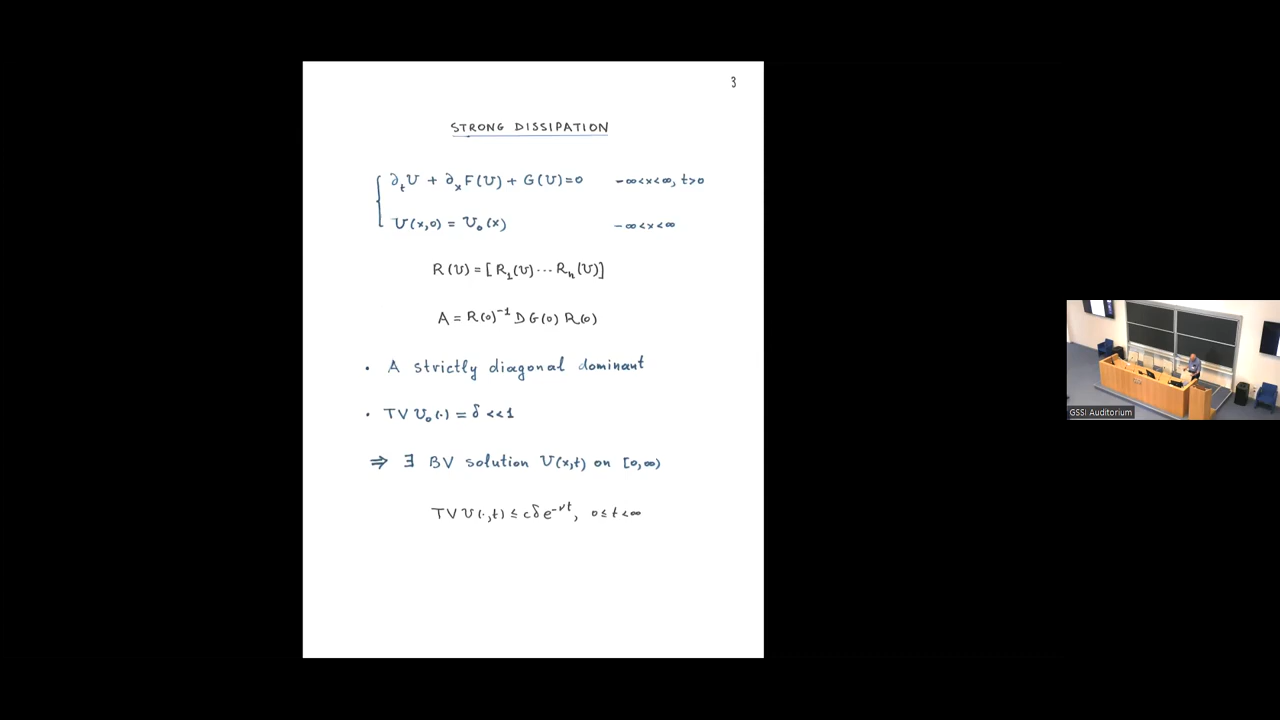 3
STRONG DISSIPATION
∂ₜU + ∂ₓF(U) + G(U) = 0   -∞<x<∞, t>0
U(x,0) = U₀(x)   -∞<x<∞
R(U) = [R₁(U) ··· Rₙ(U)]
A = R(0)⁻¹ DG(0) R(0)
• A strictly diagonal dominant
• TV U₀(·) = δ << 1
⇒ ∃ BV solution U(x,t) on [0,∞)
TV U(·,t) ≤ cδe^{-νt}, 0 ≤ t < ∞
GSSI Auditorium